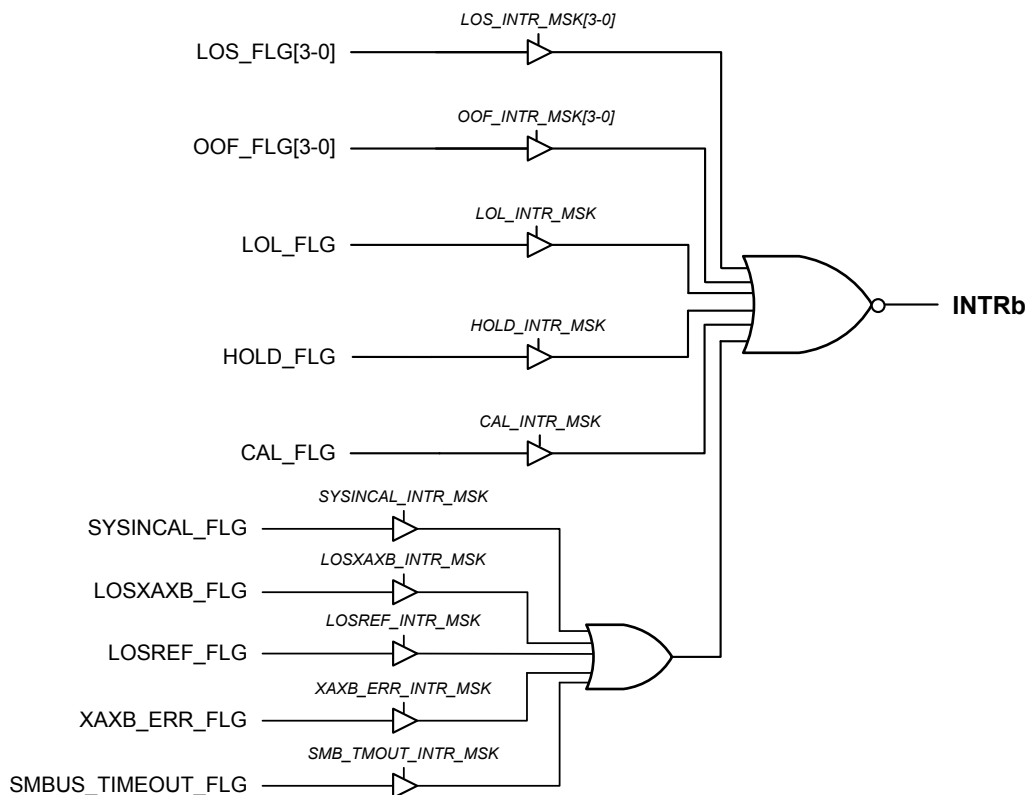 LOS_INTR_MSK[3-0]
LOS_FLG[3-0]
OOF_INTR_MSK[3-0]
OOF_FLG[3-0]
LOL_INTR_MSK
LOL_FLG
INTRb
HOLD_INTR_MSK
HOLD_FLG
CAL_INTR_MSK
CAL_FLG
SYSINCAL_INTR_MSK
SYSINCAL_FLG
LOSXAXB_INTR_MSK
LOSXAXB_FLG
LOSREF_INTR_MSK
LOSREF_FLG
XAXB_ERR_INTR_MSK
XAXB_ERR_FLG
SMB_TMOUT_INTR_MSK
SMBUS_TIMEOUT_FLG